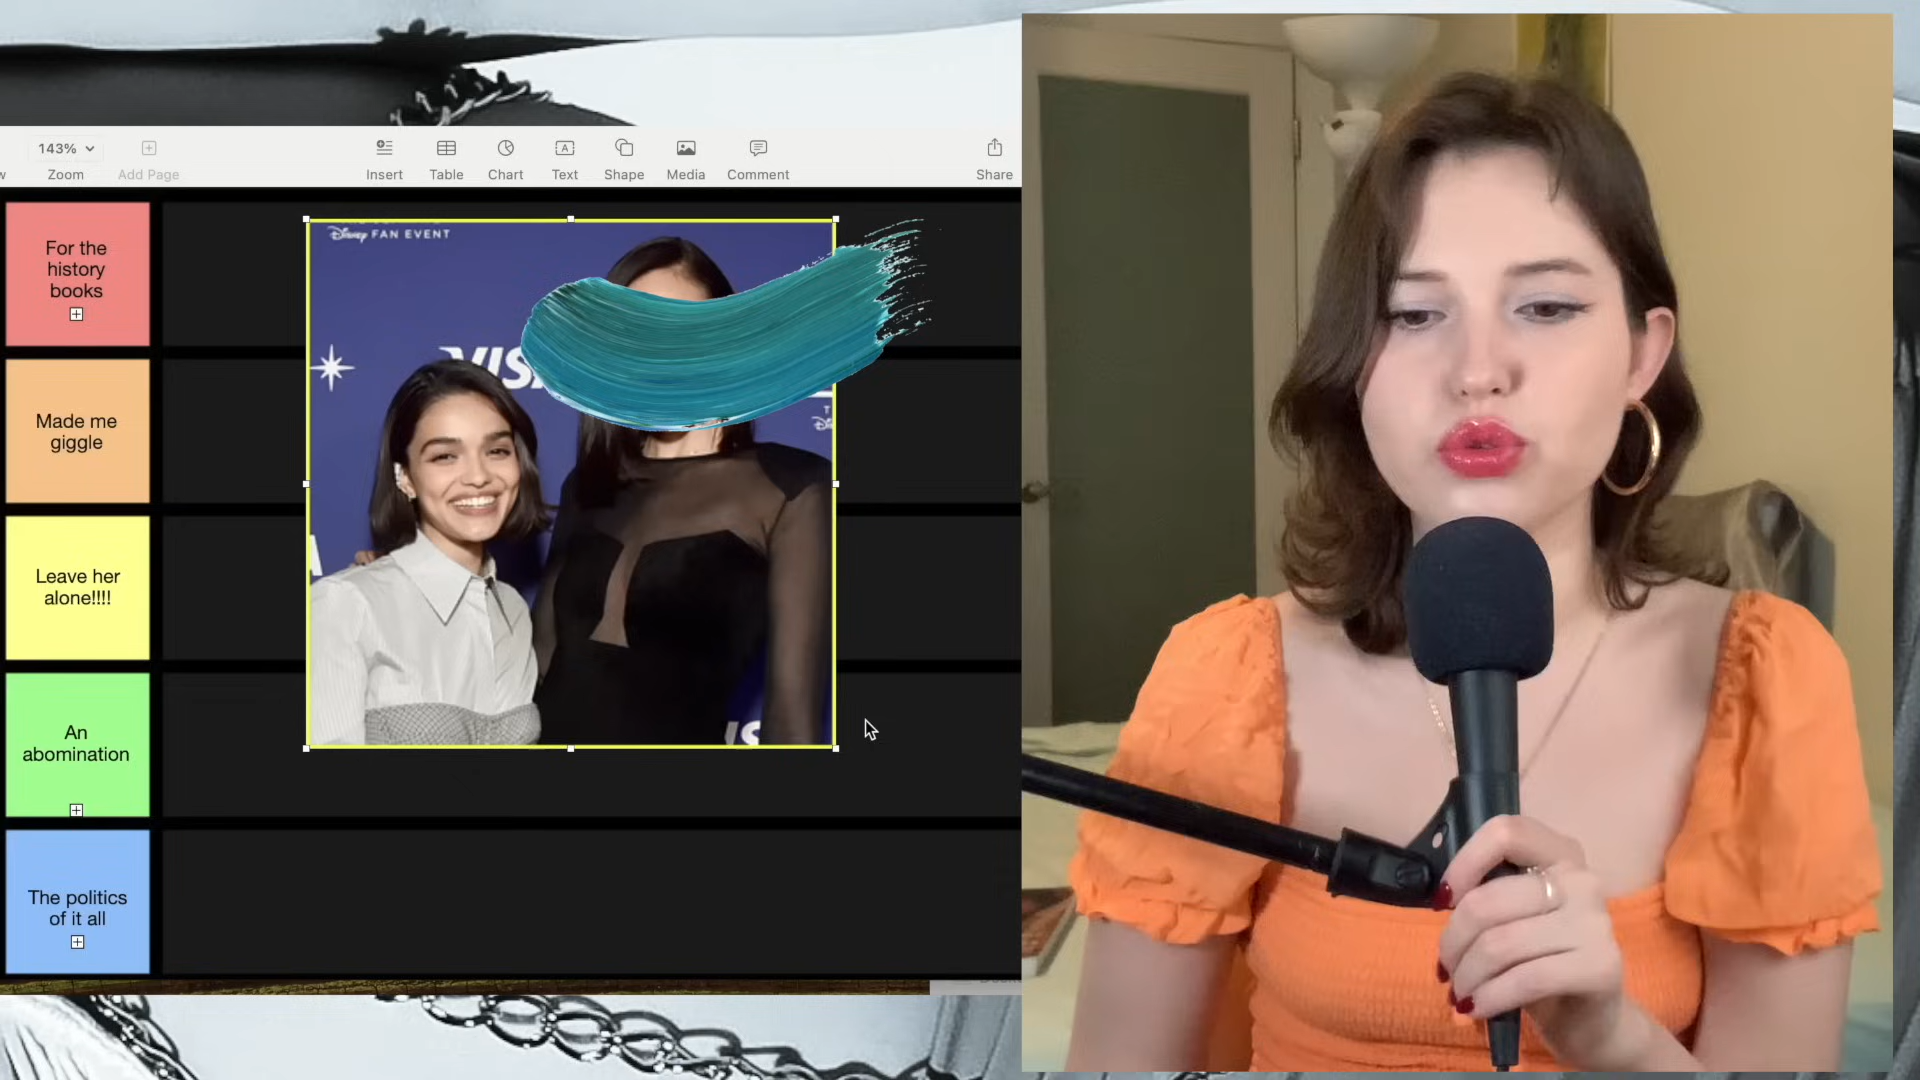 143%
Zoom
Add Page
Insert
Table
Chart
Text
Shape
Media
Comment
Share
For the
history
books
Made me
giggle
Leave her
alone!!!!
An
abomination
The politics
of it all
Disney FAN EVENT